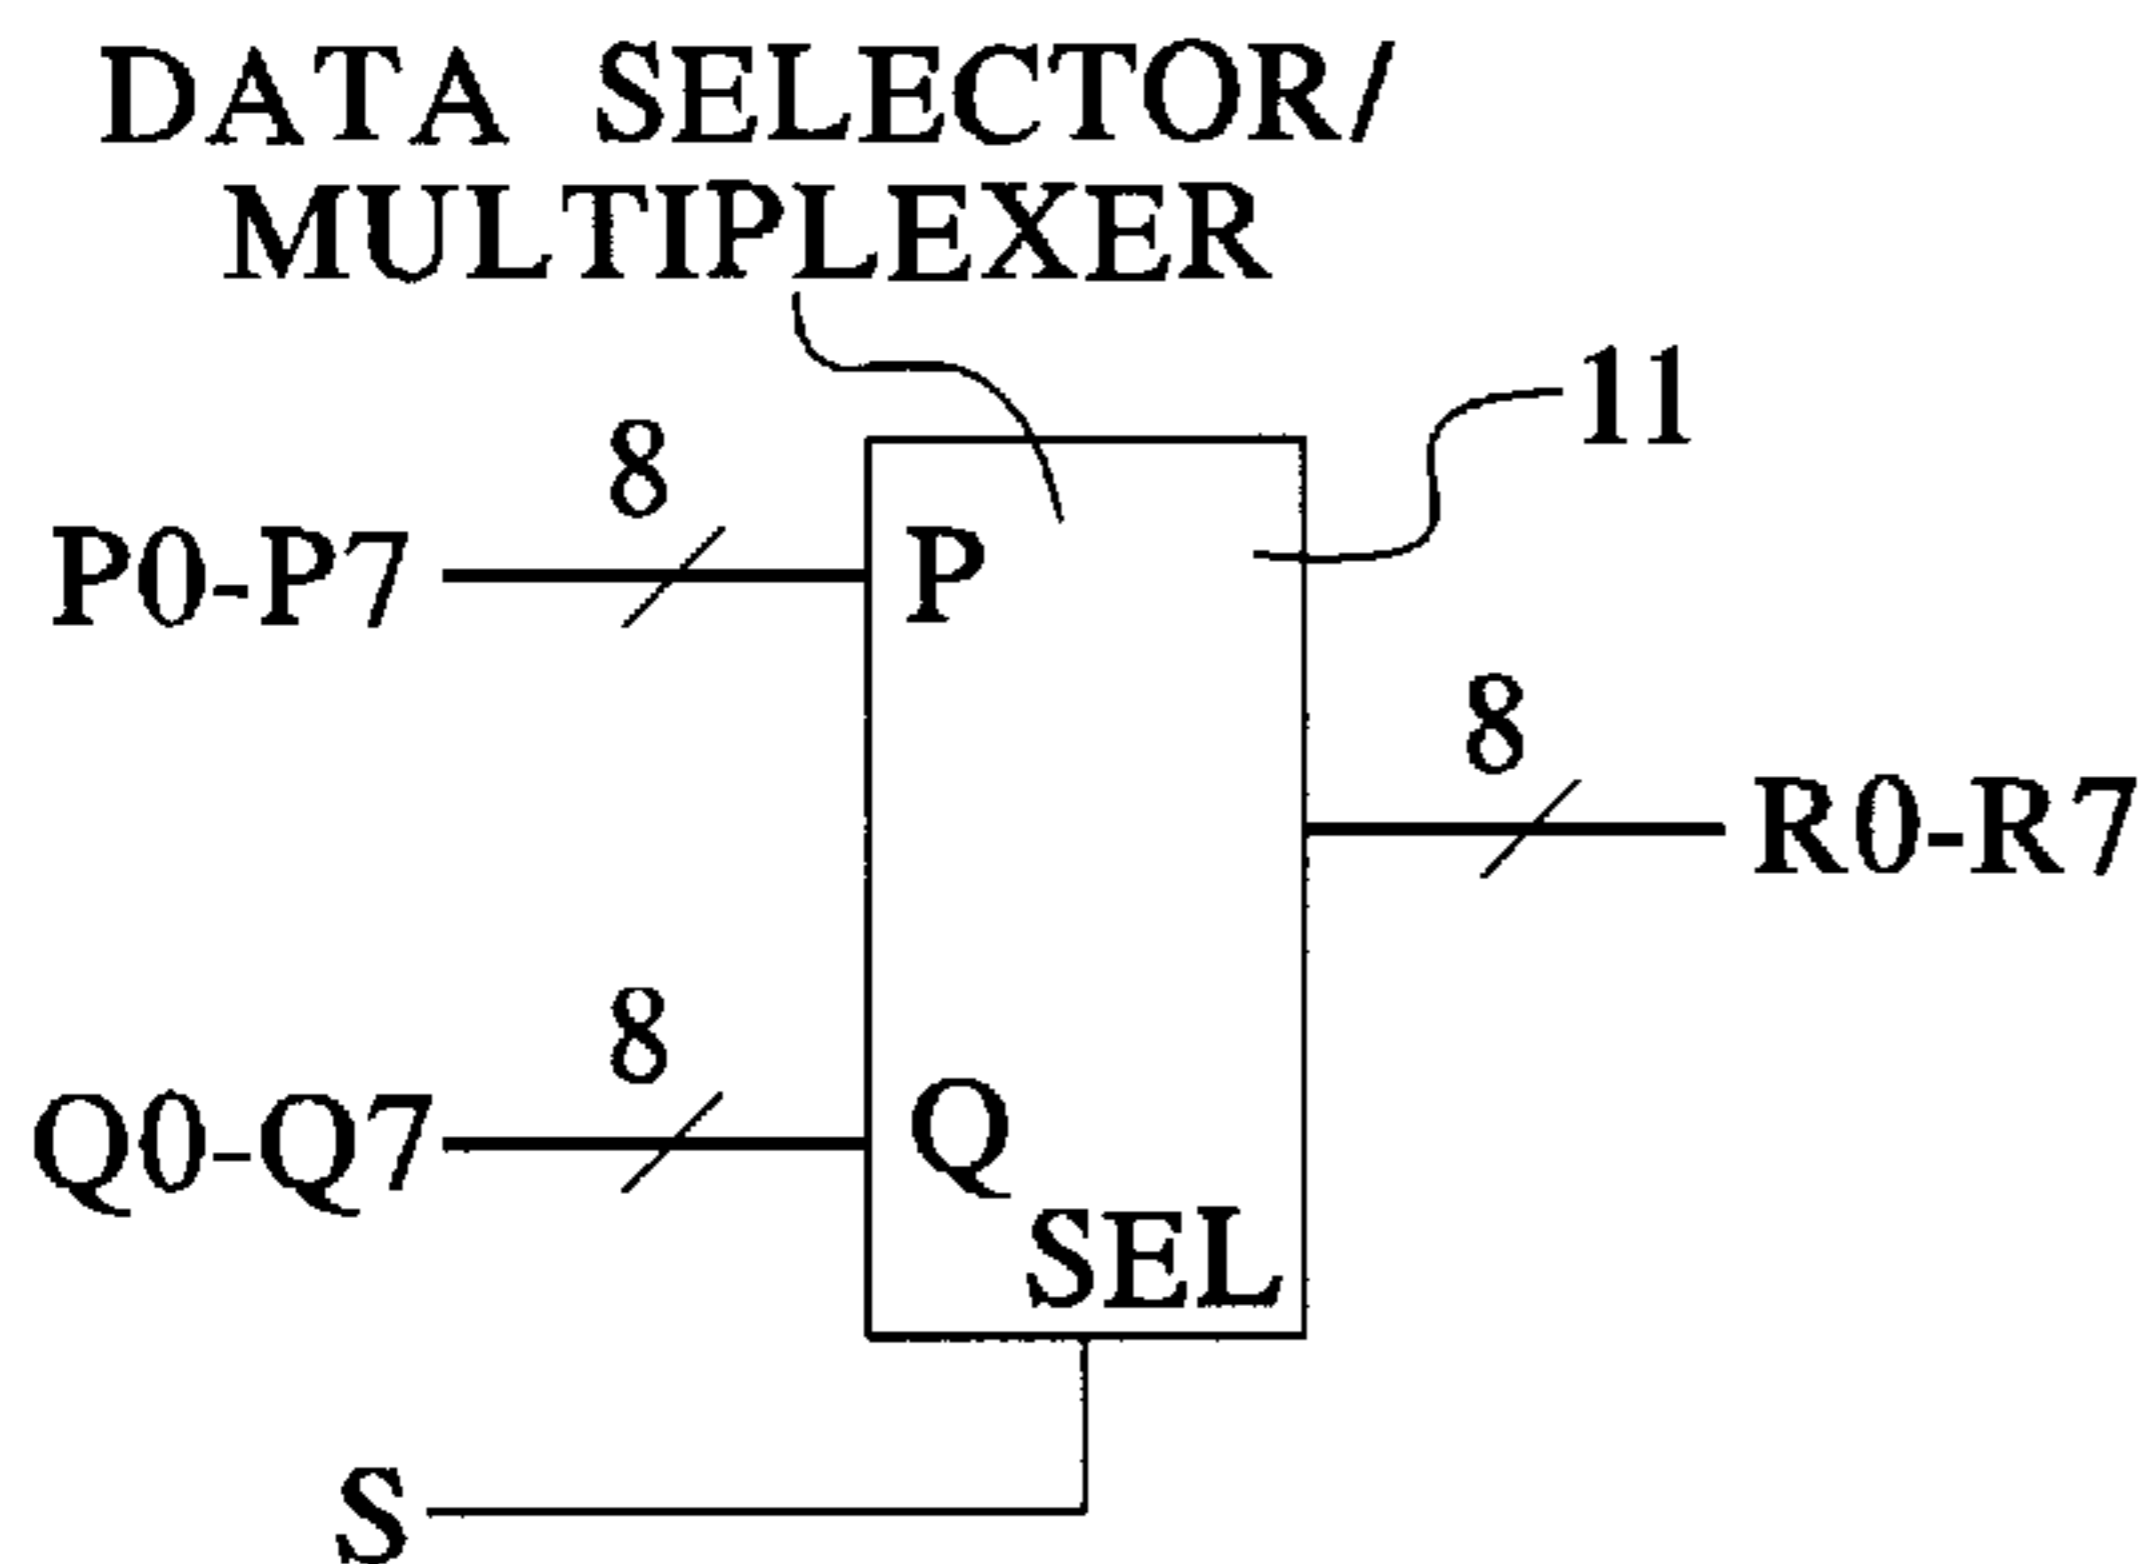 DATA SELECTOR/
MULTIPLEXER
11
8
P0-P7
P
8
R0-R7
8
Q0-Q7
Q
SEL
S